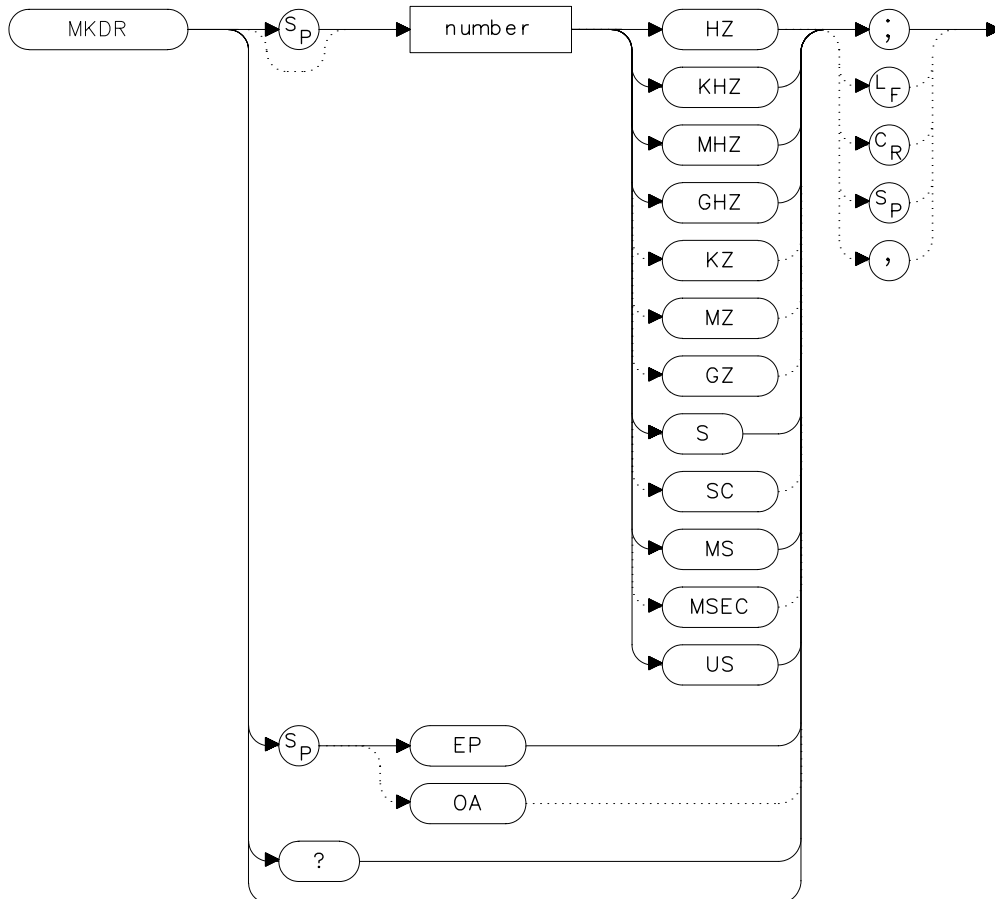 MKDR SP number HZ ;
KHZ LF
MHZ CR
GHZ SP
KZ ,
MZ
GZ
S
SC
MS
MSEC
US
SP EP
OA
?